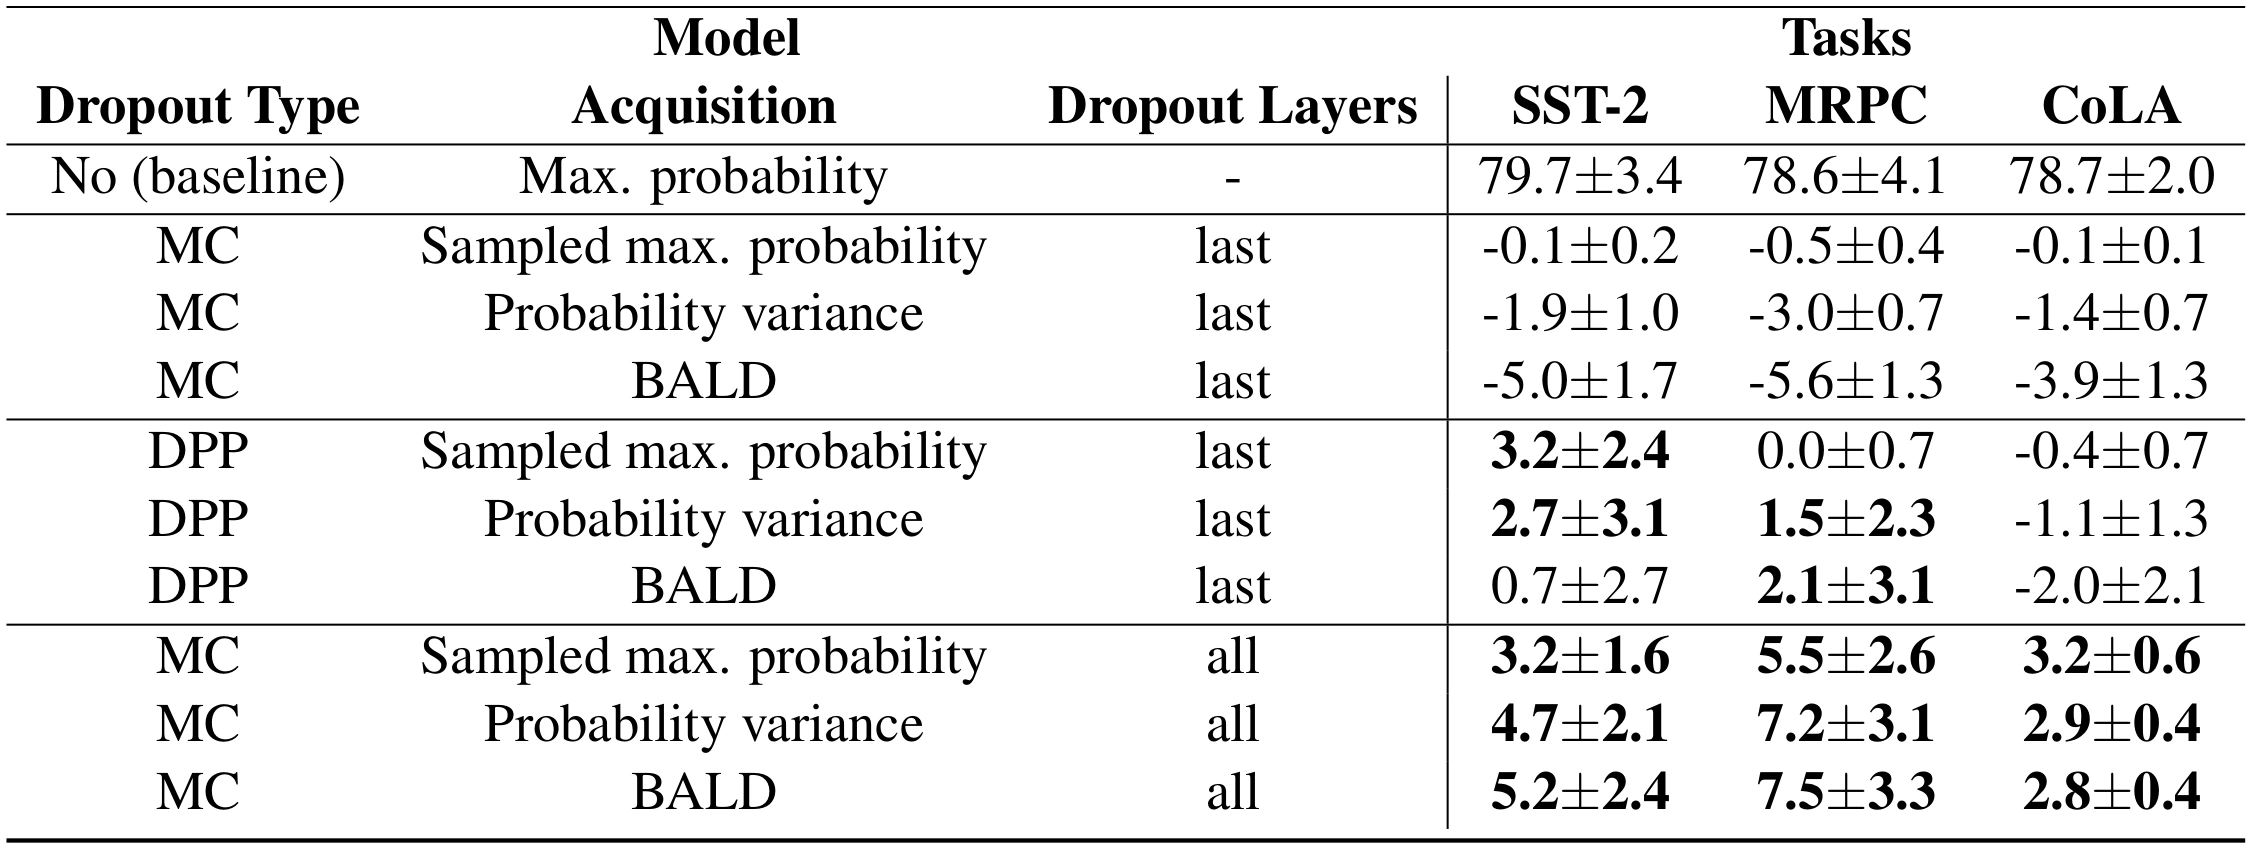 Model Tasks
Dropout Type Acquisition Dropout Layers SST-2 MRPC CoLA
No (baseline) Max. probability - 79.7±3.4 78.6±4.1 78.7±2.0
MC Sampled max. probability last -0.1±0.2 -0.5±0.4 -0.1±0.1
MC Probability variance last -1.9±1.0 -3.0±0.7 -1.4±0.7
MC BALD last -5.0±1.7 -5.6±1.3 -3.9±1.3
DPP Sampled max. probability last 3.2±2.4 0.0±0.7 -0.4±0.7
DPP Probability variance last 2.7±3.1 1.5±2.3 -1.1±1.3
DPP BALD last 0.7±2.7 2.1±3.1 -2.0±2.1
MC Sampled max. probability all 3.2±1.6 5.5±2.6 3.2±0.6
MC Probability variance all 4.7±2.1 7.2±3.1 2.9±0.4
MC BALD all 5.2±2.4 7.5±3.3 2.8±0.4